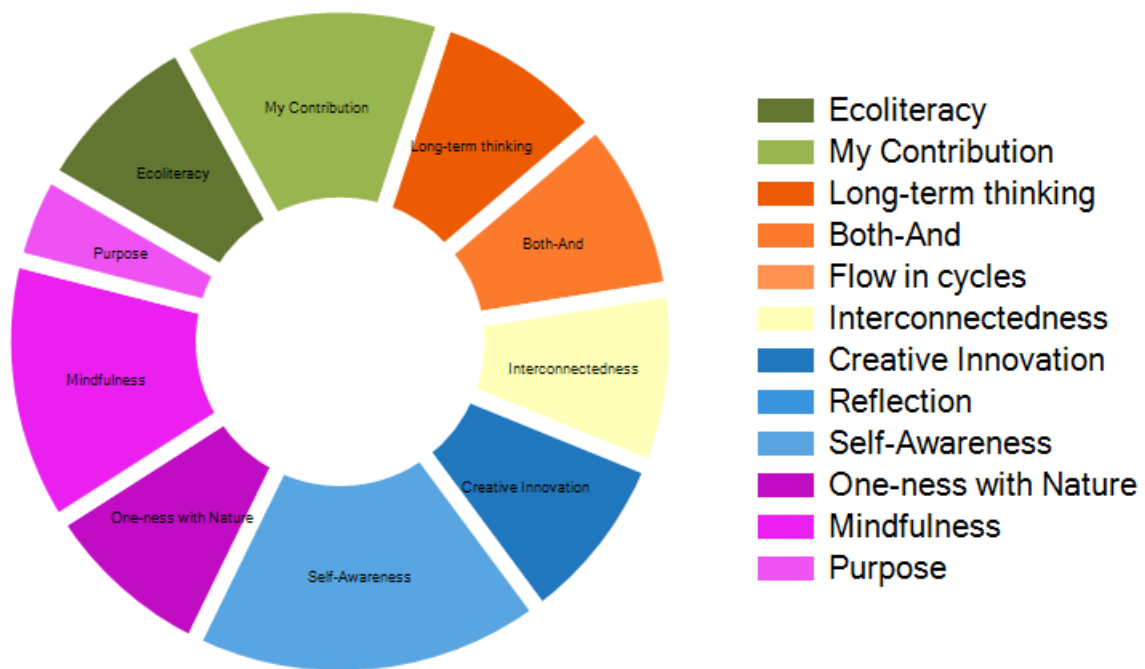 My Contribution
Long-term thinking
Ecoliteracy
Both-And
Purpose
Interconnectedness
Mindfulness
Creative Innovation
One-ness with Nature
Self-Awareness
Ecoliteracy
My Contribution
Long-term thinking
Both-And
Flow in cycles
Interconnectedness
Creative Innovation
Reflection
Self-Awareness
One-ness with Nature
Mindfulness
Purpose